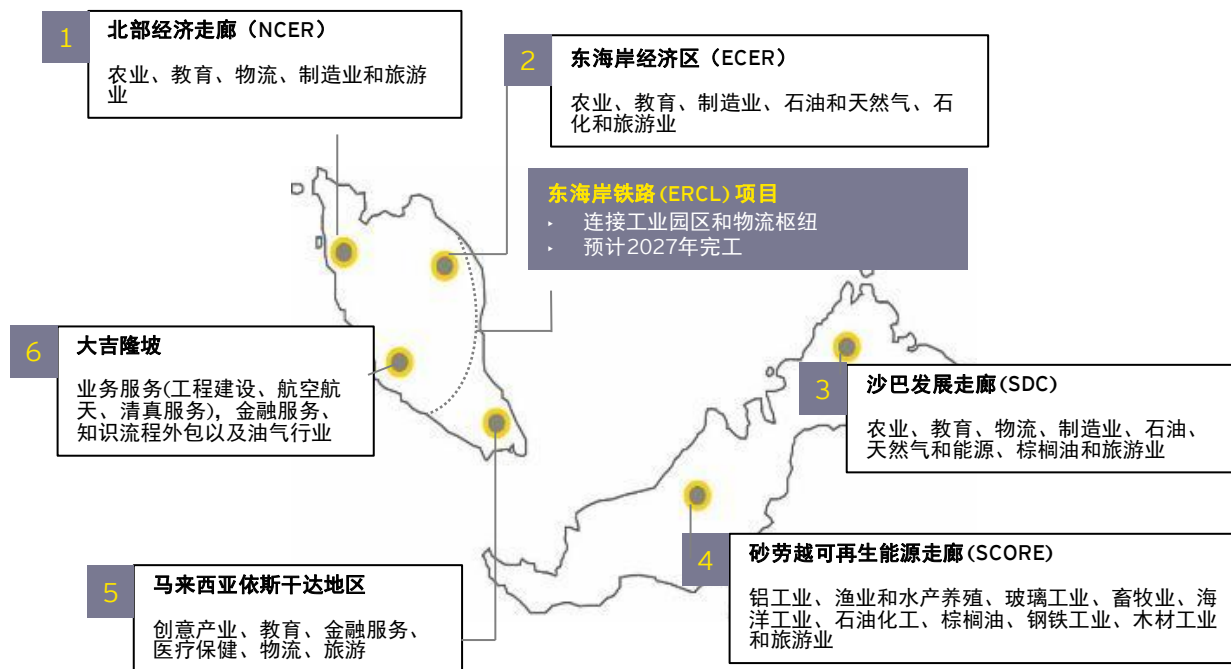 1
北部经济走廊（NCER）
农业、教育、物流、制造业和旅游
业
2
东海岸经济区（ECER）
农业、教育、制造业、石油和天然气、石
化和旅游业
东海岸铁路(ERCL)项目
‣ 连接工业园区和物流枢纽
‣ 预计2027年完工
6
大吉隆坡
业务服务(工程建设、航空航
天、清真服务)，金融服务、
知识流程外包以及油气行业
3
沙巴发展走廊(SDC)
农业、教育、物流、制造业、石油、
天然气和能源、棕榈油和旅游业
4
砂劳越可再生能源走廊(SCORE)
铝工业、渔业和水产养殖、玻璃工业、畜牧业、海
洋工业、石油化工、棕榈油、钢铁工业、木材工业
和旅游业
5
马来西亚依斯干达地区
创意产业、教育、金融服务、
医疗保健、物流、旅游